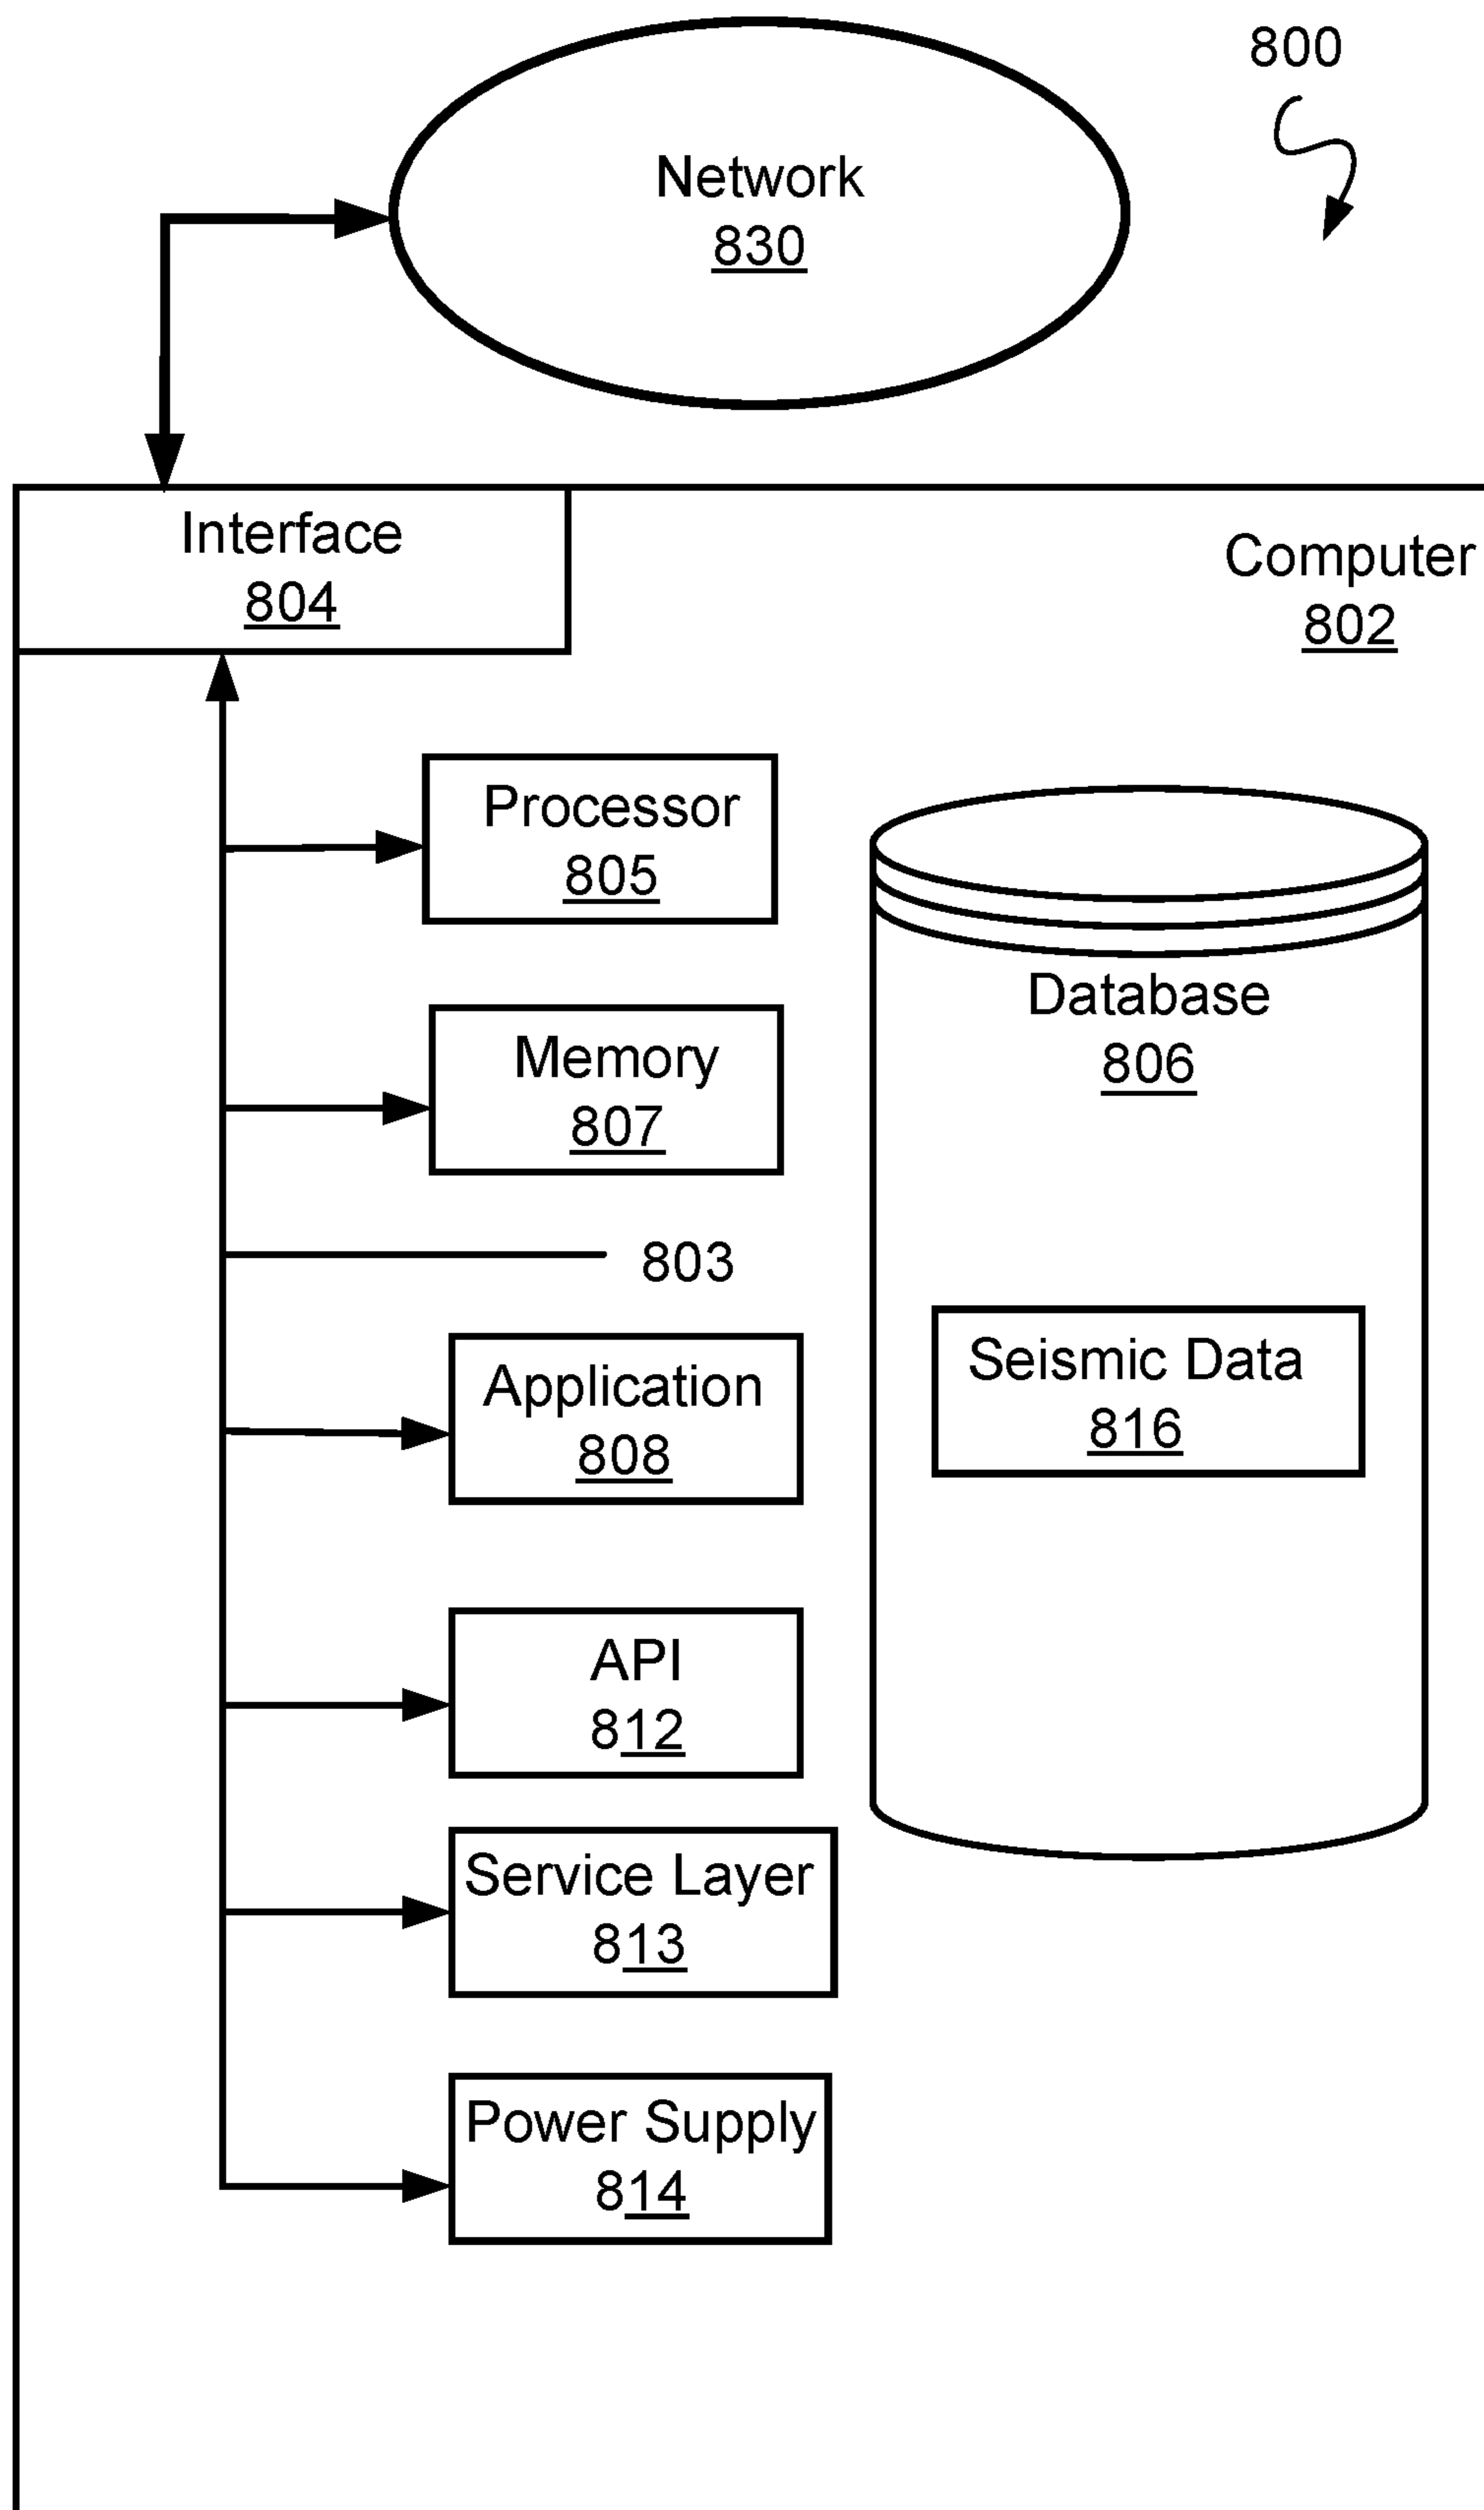 800
Network
830
Interface
804
Computer
802
Processor
805
Memory
807
803
Application
808
API
812
Service Layer
813
Power Supply
814
Database
806
Seismic Data
816